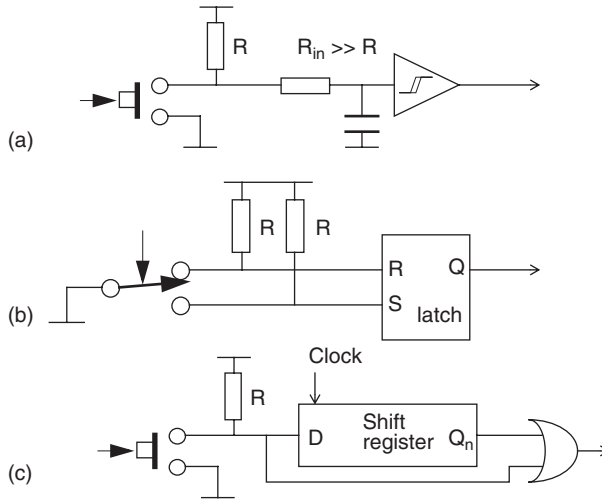 R
R_in >> R
(a)
R R
R Q
S
latch
(b)
Clock
R
D Shift register Q_n
(c)